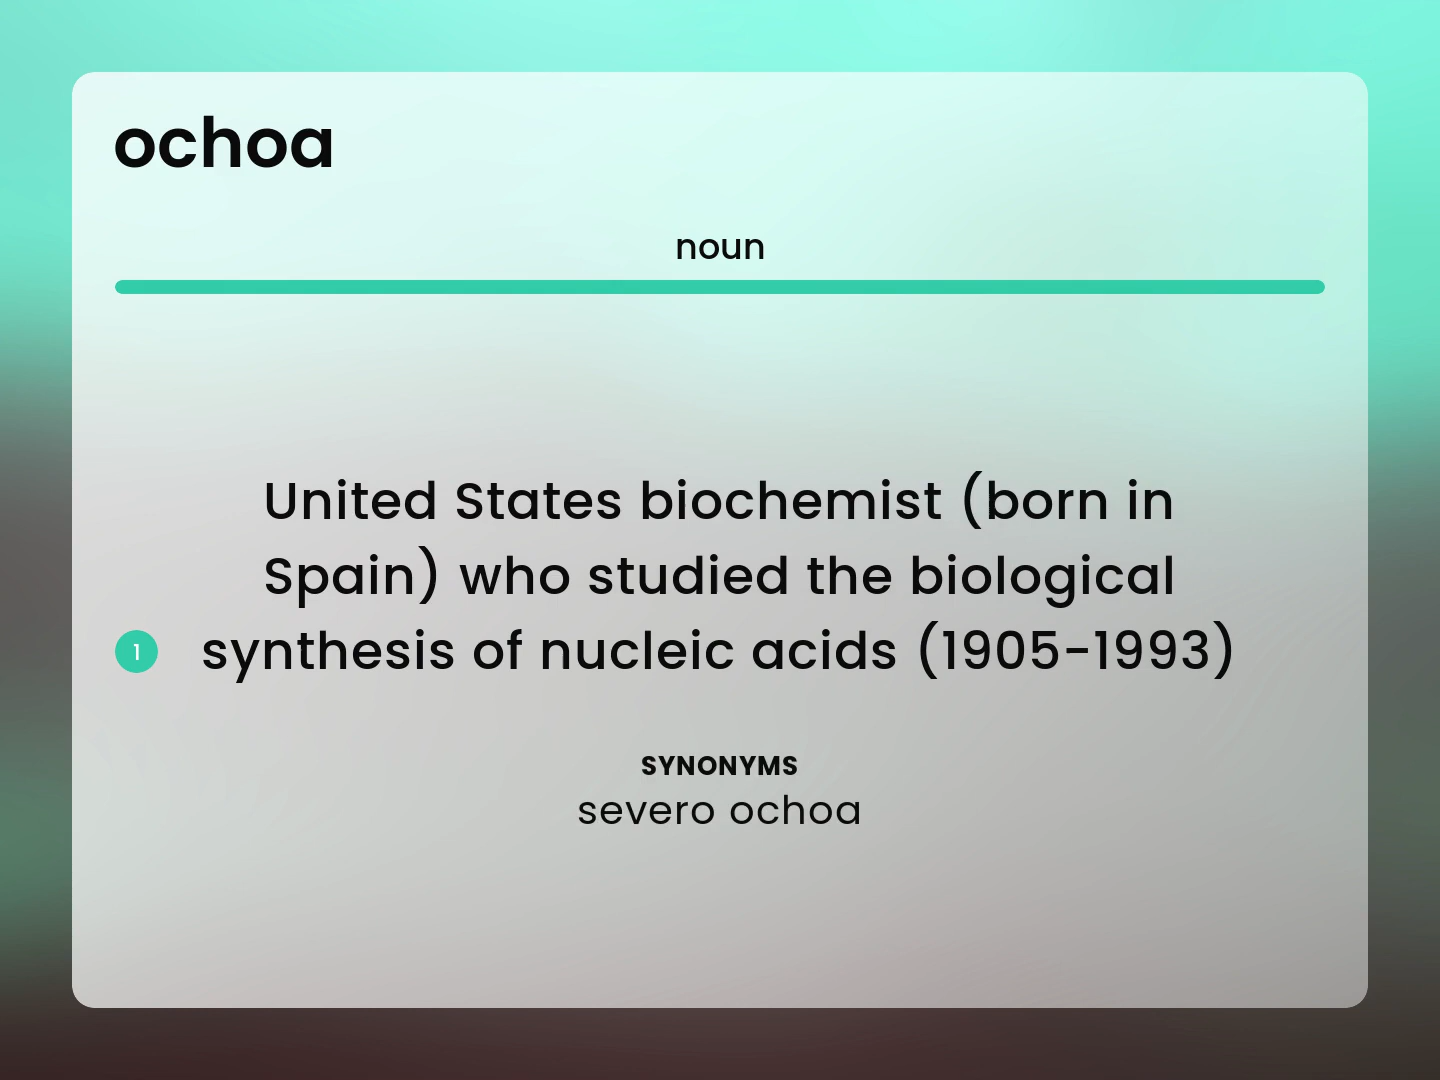 ochoa
noun
United States biochemist (born in
Spain) who studied the biological
1 synthesis of nucleic acids (1905-1993)
SYNONYMS
severo ochoa